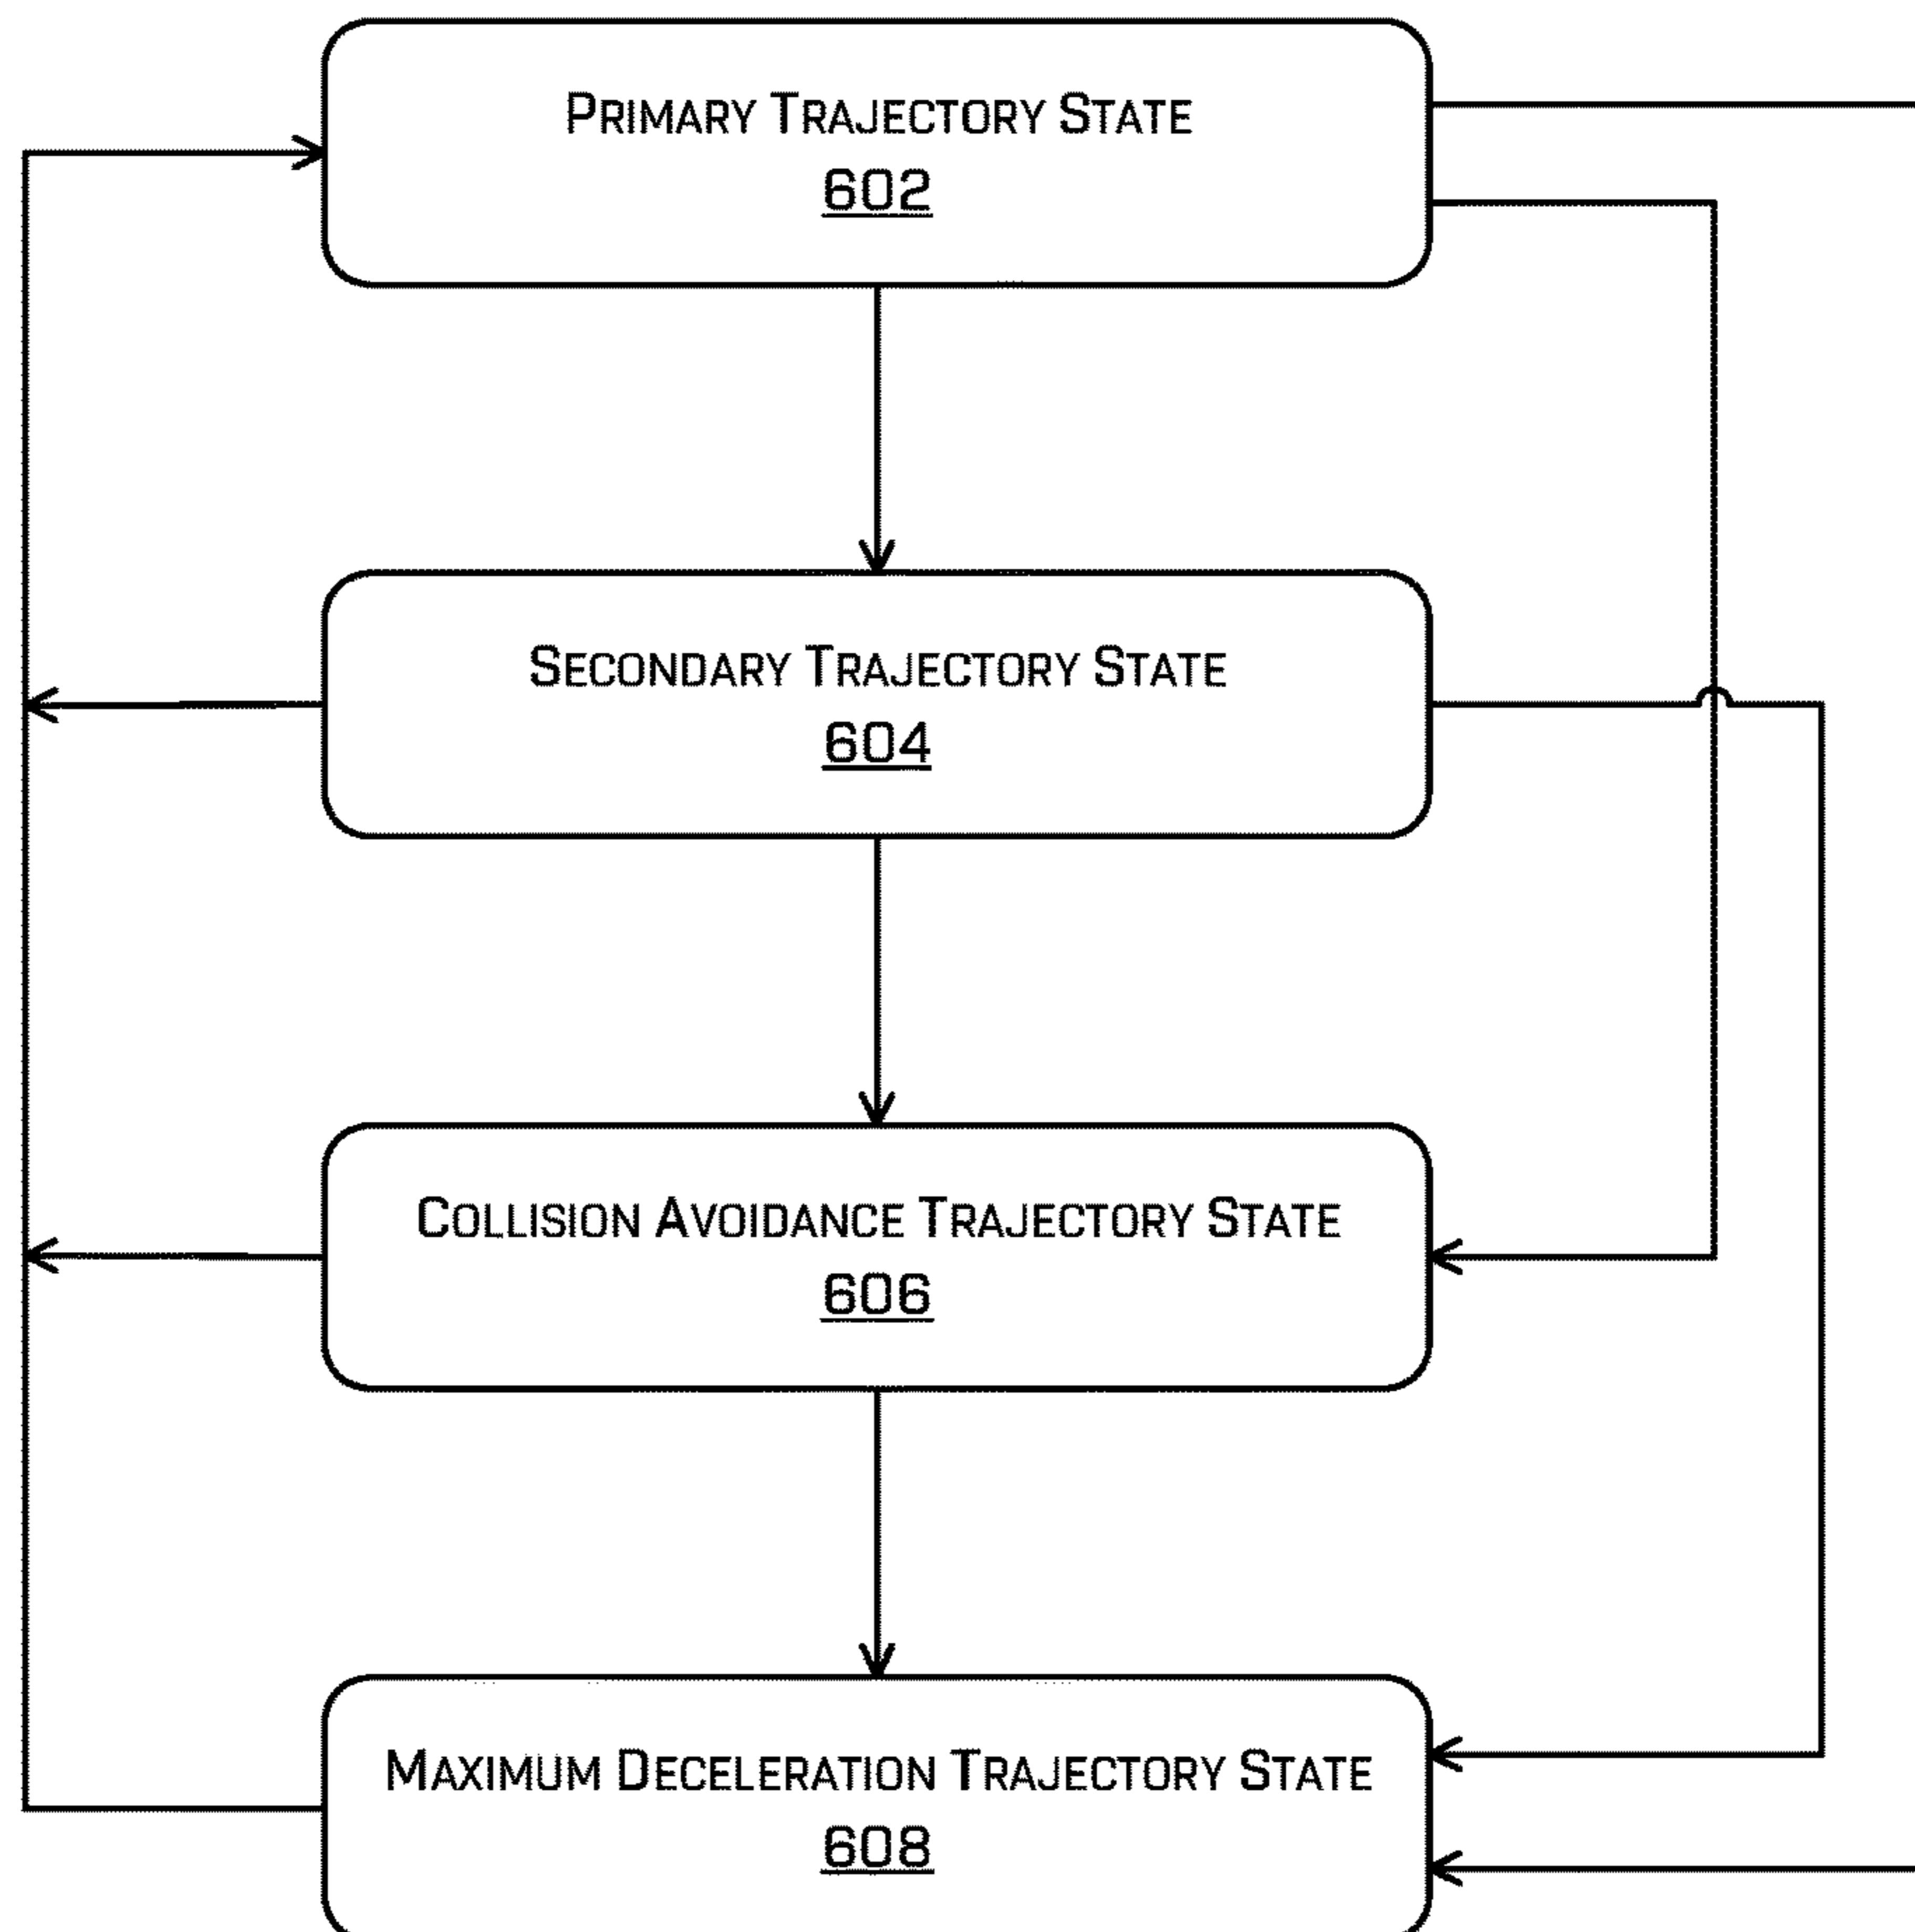 PRIMARY TRAJECTORY STATE
602
SECONDARY TRAJECTORY STATE
604
COLLISION AVOIDANCE TRAJECTORY STATE
606
MAXIMUM DECELERATION TRAJECTORY STATE
608